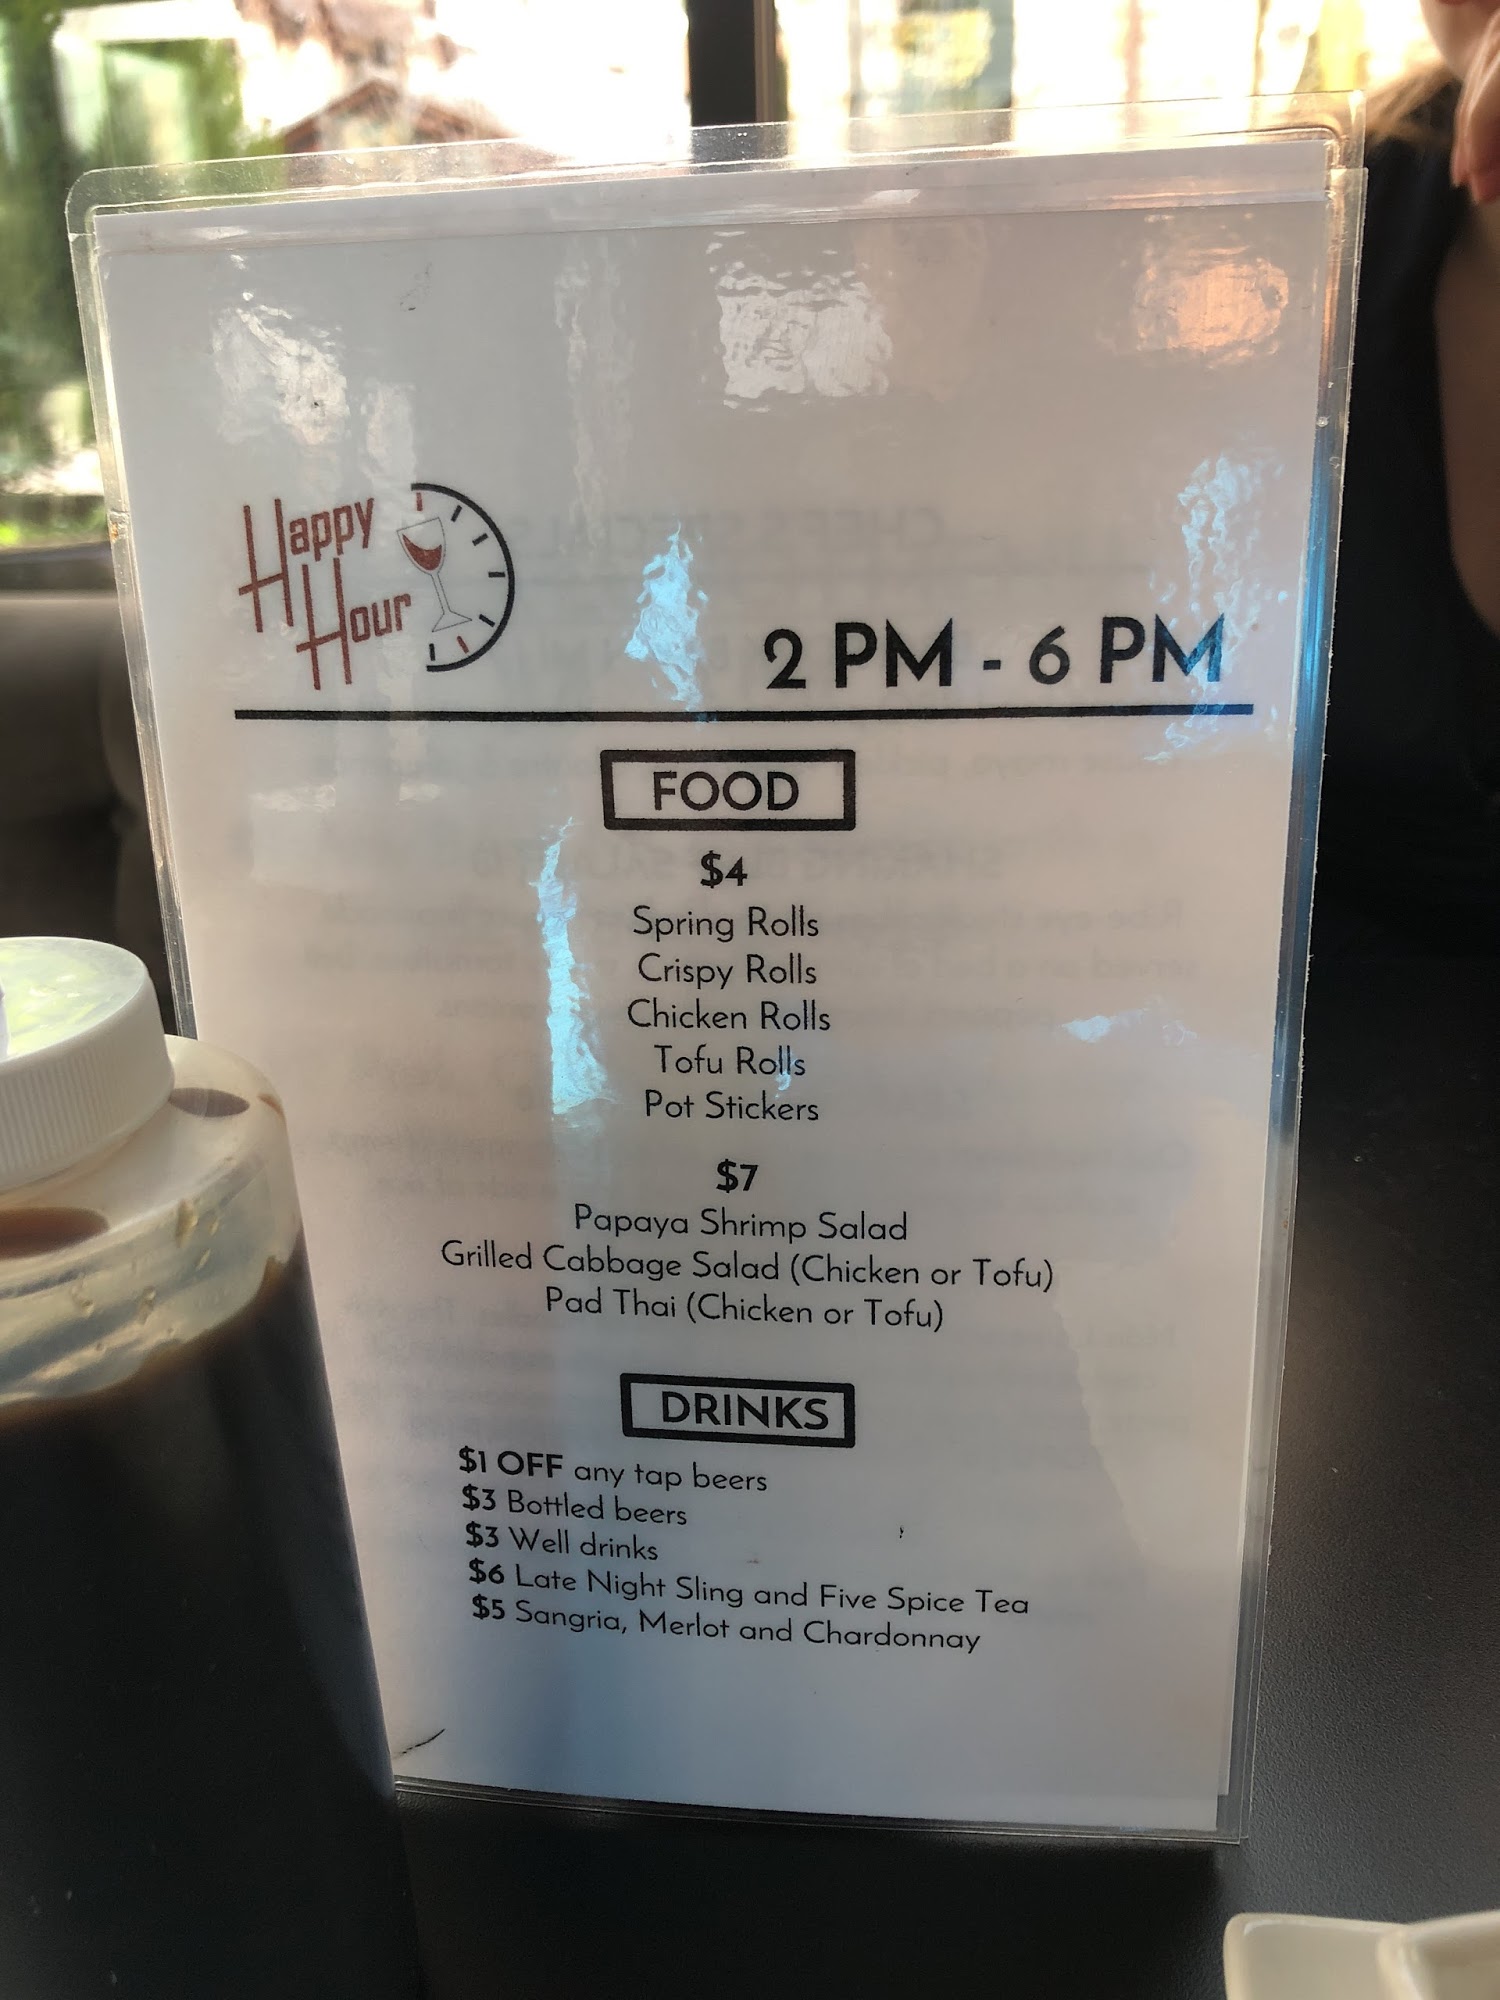 Happy
Hour
2 PM - 6 PM
FOOD
$4
Spring Rolls
Crispy Rolls
Chicken Rolls
Tofu Rolls
Pot Stickers
$7
Papaya Shrimp Salad
Grilled Cabbage Salad (Chicken or Tofu)
Pad Thai (Chicken or Tofu)
DRINKS
$1 OFF any tap beers
$3 Bottled beers
$3 Well drinks
$6 Late Night Sling and Five Spice Tea
$5 Sangria, Merlot and Chardonnay